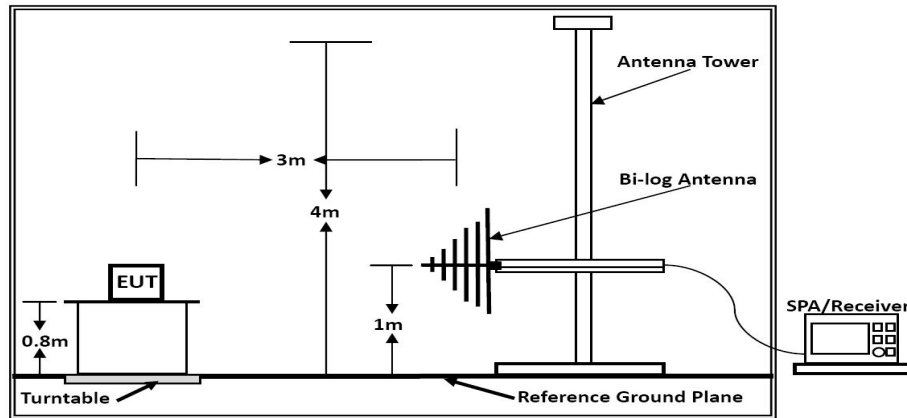 Antenna Tower
3m
Bi-log Antenna
4m
EUT
SPA/Receiver
0.8m
1m
Turntable
Reference Ground Plane